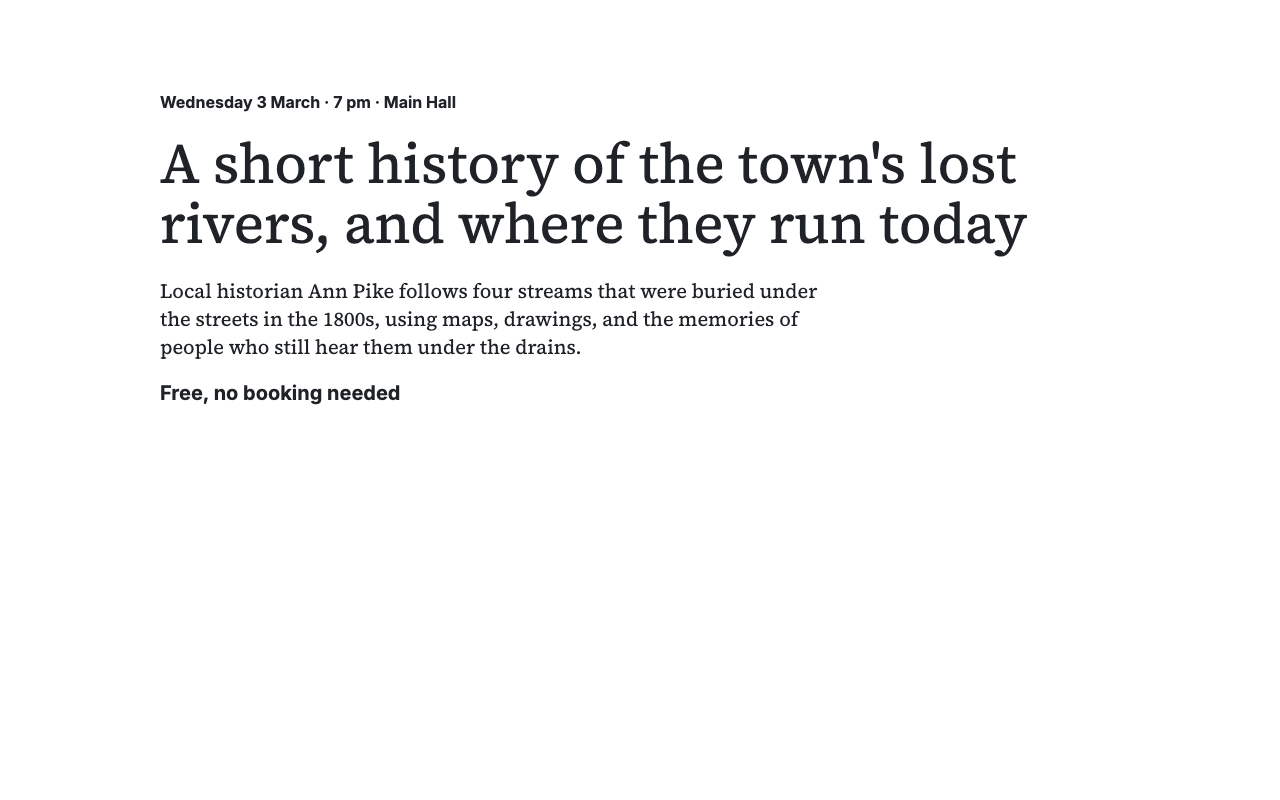 Wednesday 3 March · 7 pm · Main Hall
A short history of the town's lost
rivers, and where they run today
Local historian Ann Pike follows four streams that were buried under
the streets in the 1800s, using maps, drawings, and the memories of
people who still hear them under the drains.
Free, no booking needed